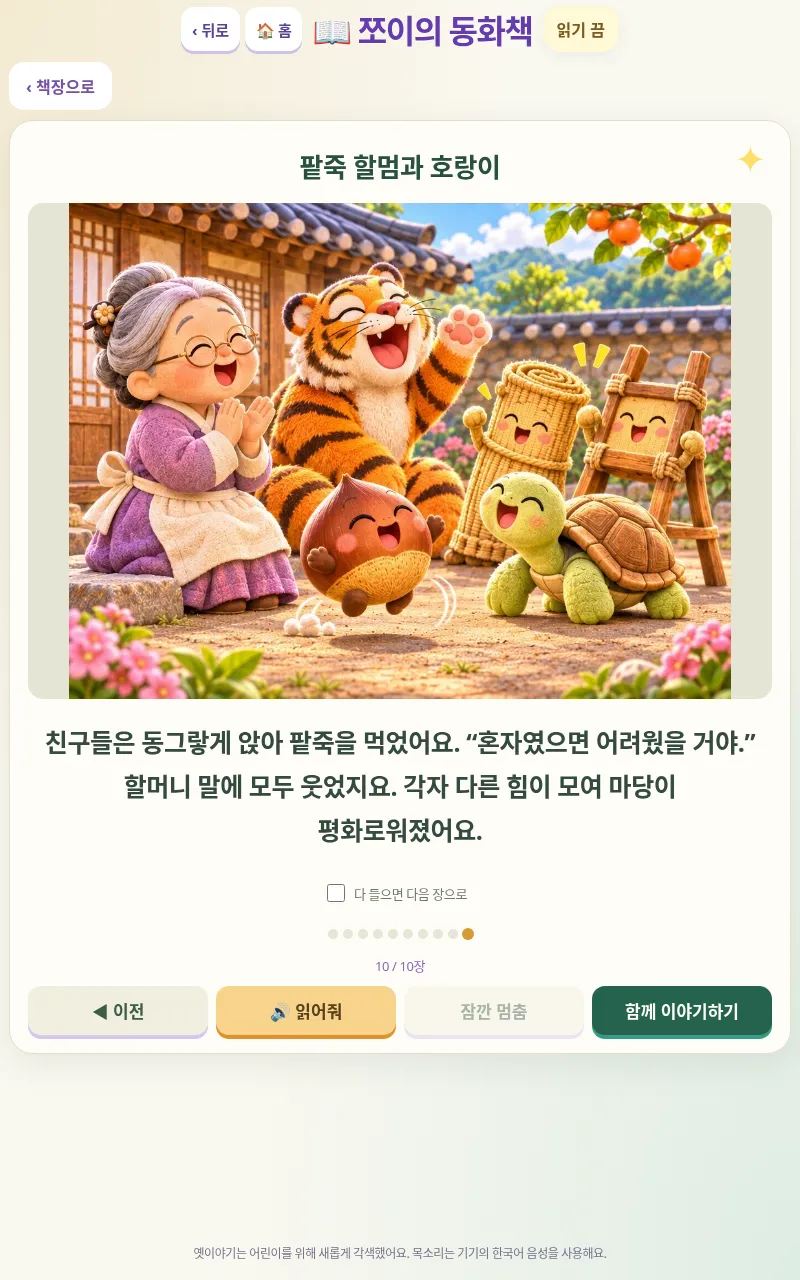 ‹ 뒤로
🏠 홈
📖 쪼이의 동화책
읽기 끝
‹ 책장으로
팥죽 할멈과 호랑이
친구들은 동그랗게 앉아 팥죽을 먹었어요. “혼자였으면 어려웠을 거야.”
할머니 말에 모두 웃었지요. 각자 다른 힘이 모여 마당이
평화로워졌어요.
다 들으면 다음 장으로
10 / 10장
◀ 이전
🔊 읽어줘
잠깐 멈춤
함께 이야기하기
옛이야기는 어린이를 위해 새롭게 각색했어요. 목소리는 기기의 한국어 음성을 사용해요.